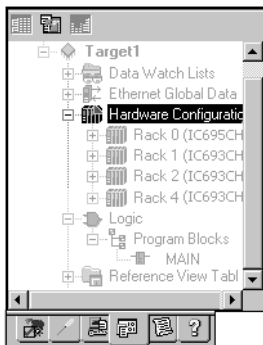 Target1
Data Watch Lists
Ethernet Global Data
Hardware Configuratio
Rack 0 (IC695CH
Rack 1 (IC693CH
Rack 2 (IC693CH
Rack 4 (IC693CH
Logic
Program Blocks
MAIN
Reference View Tabl